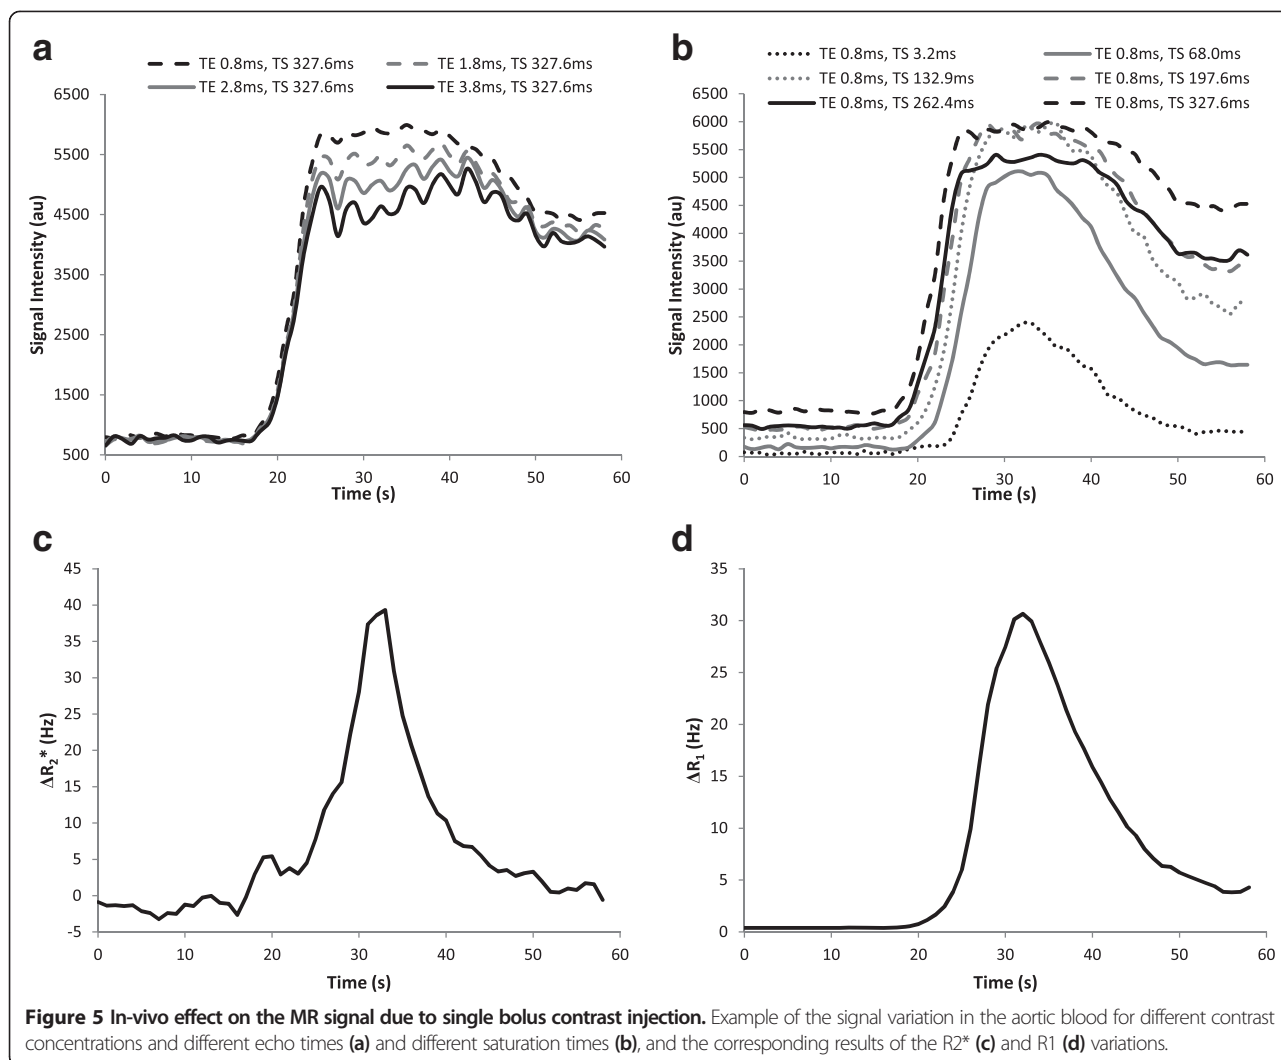 a
TE 0.8ms, TS 327.6ms
TE 1.8ms, TS 327.6ms
TE 2.8ms, TS 327.6ms
TE 3.8ms, TS 327.6ms
6500
5500
4500
3500
2500
1500
500
Signal Intensity (au)
0 10 20 30 40 50 60
Time (s)
b
TE 0.8ms, TS 3.2ms
TE 0.8ms, TS 68.0ms
TE 0.8ms, TS 132.9ms
TE 0.8ms, TS 197.6ms
TE 0.8ms, TS 262.4ms
TE 0.8ms, TS 327.6ms
6500
6000
5500
5000
4500
4000
3500
3000
2500
2000
1500
1000
500
0
Signal Intensity (au)
0 10 20 30 40 50 60
Time (s)
c
45
40
35
30
25
20
15
10
5
0
-5
ΔR2* (Hz)
0 10 20 30 40 50 60
Time (s)
d
35
30
25
20
15
10
5
0
ΔR1 (Hz)
0 10 20 30 40 50 60
Time (s)
Figure 5 In-vivo effect on the MR signal due to single bolus contrast injection. Example of the signal variation in the aortic blood for different contrast
concentrations and different echo times (a) and different saturation times (b), and the corresponding results of the R2* (c) and R1 (d) variations.